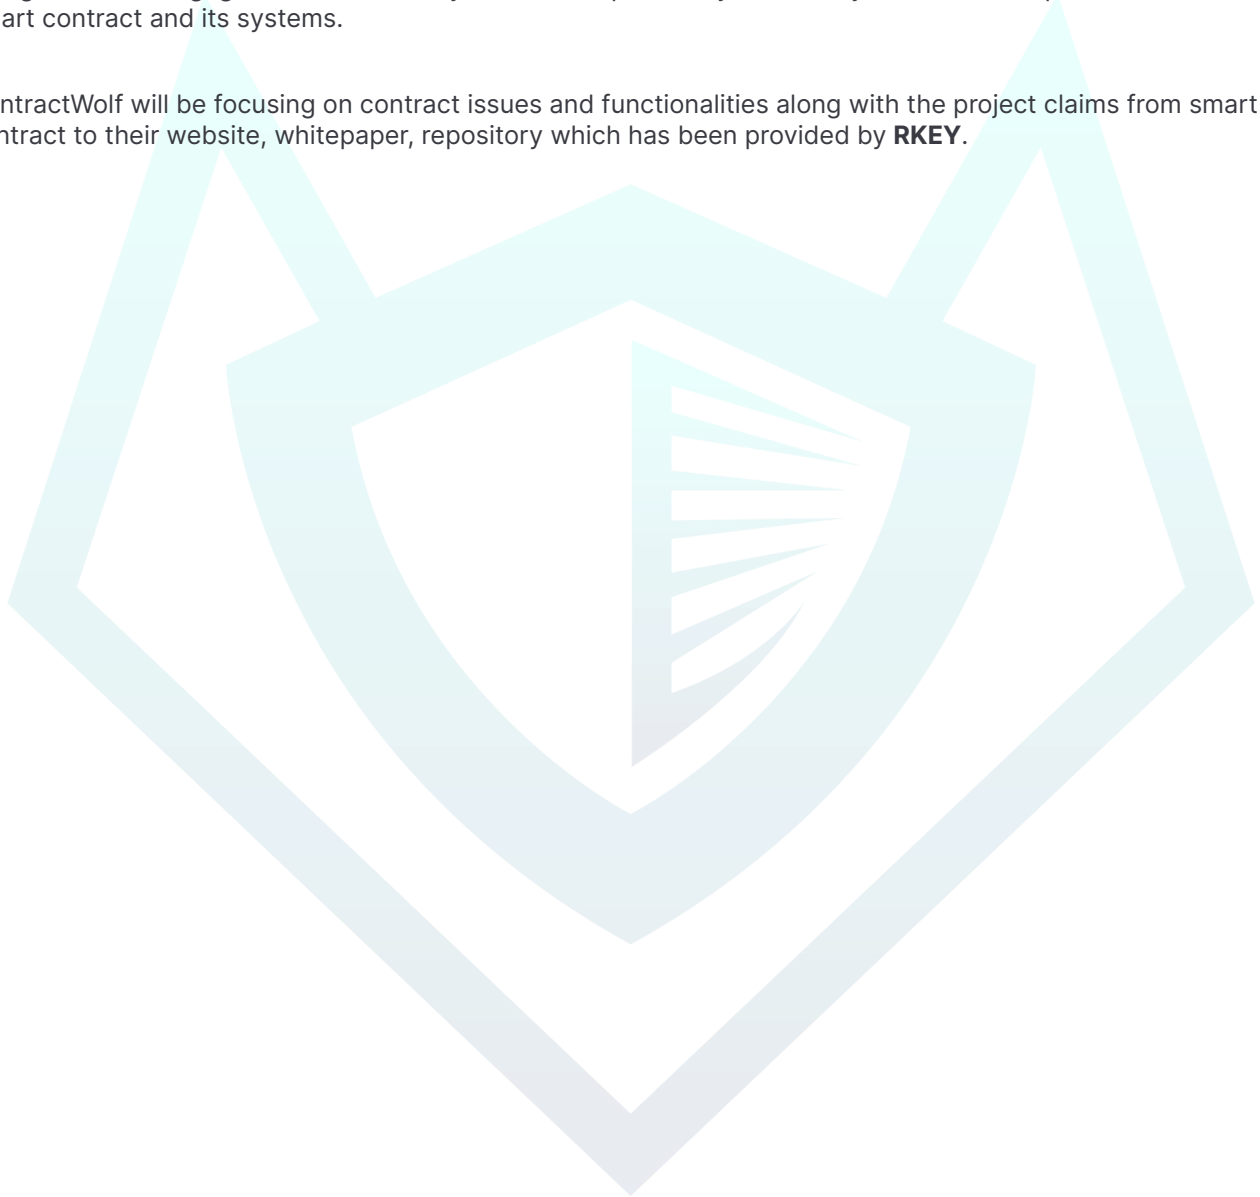 art contract and its systems.
ntractWolf will be focusing on contract issues and functionalities along with the project claims from smart
ntract to their website, whitepaper, repository which has been provided by RKEY.